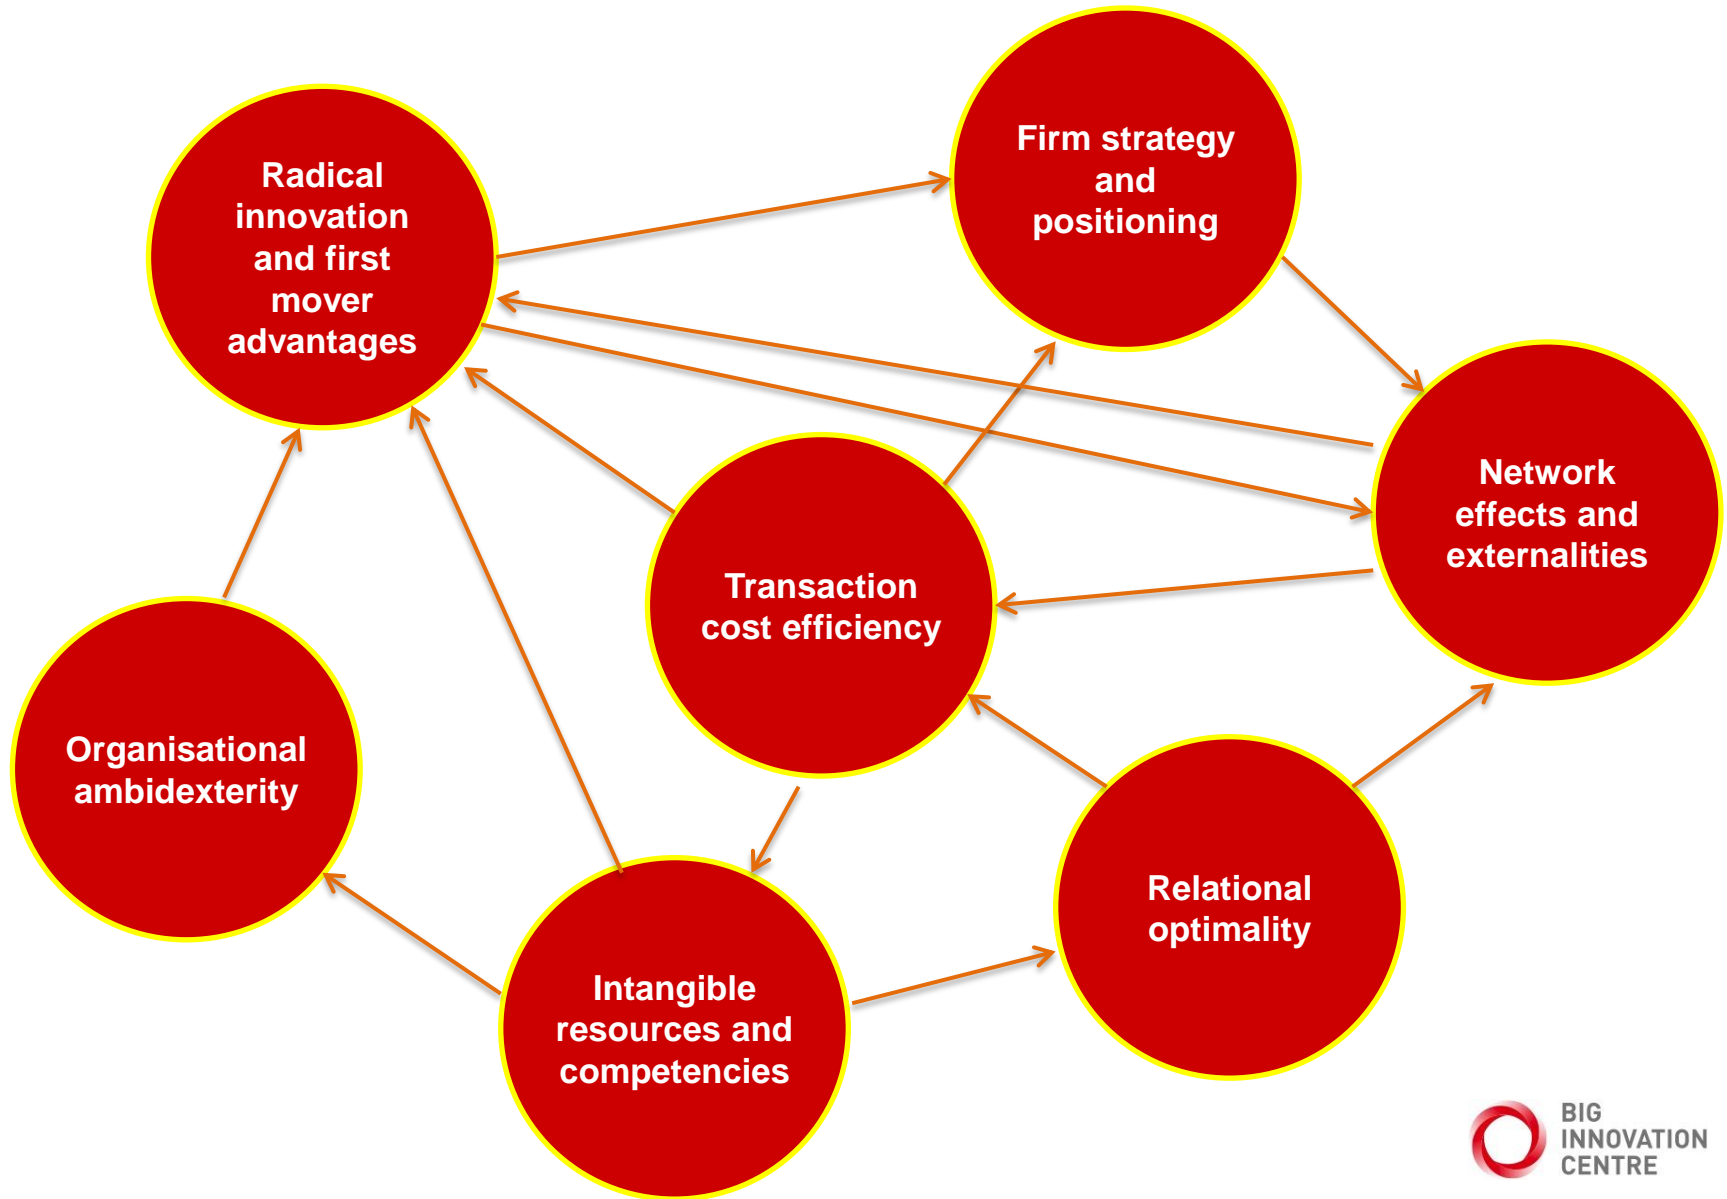 Radical
innovation
and first
mover
advantages
Firm strategy
and
positioning
Network
effects and
externalities
Transaction
cost efficiency
Organisational
ambidexterity
Relational
optimality
Intangible
resources and
competencies
BIG
INNOVATION
CENTRE